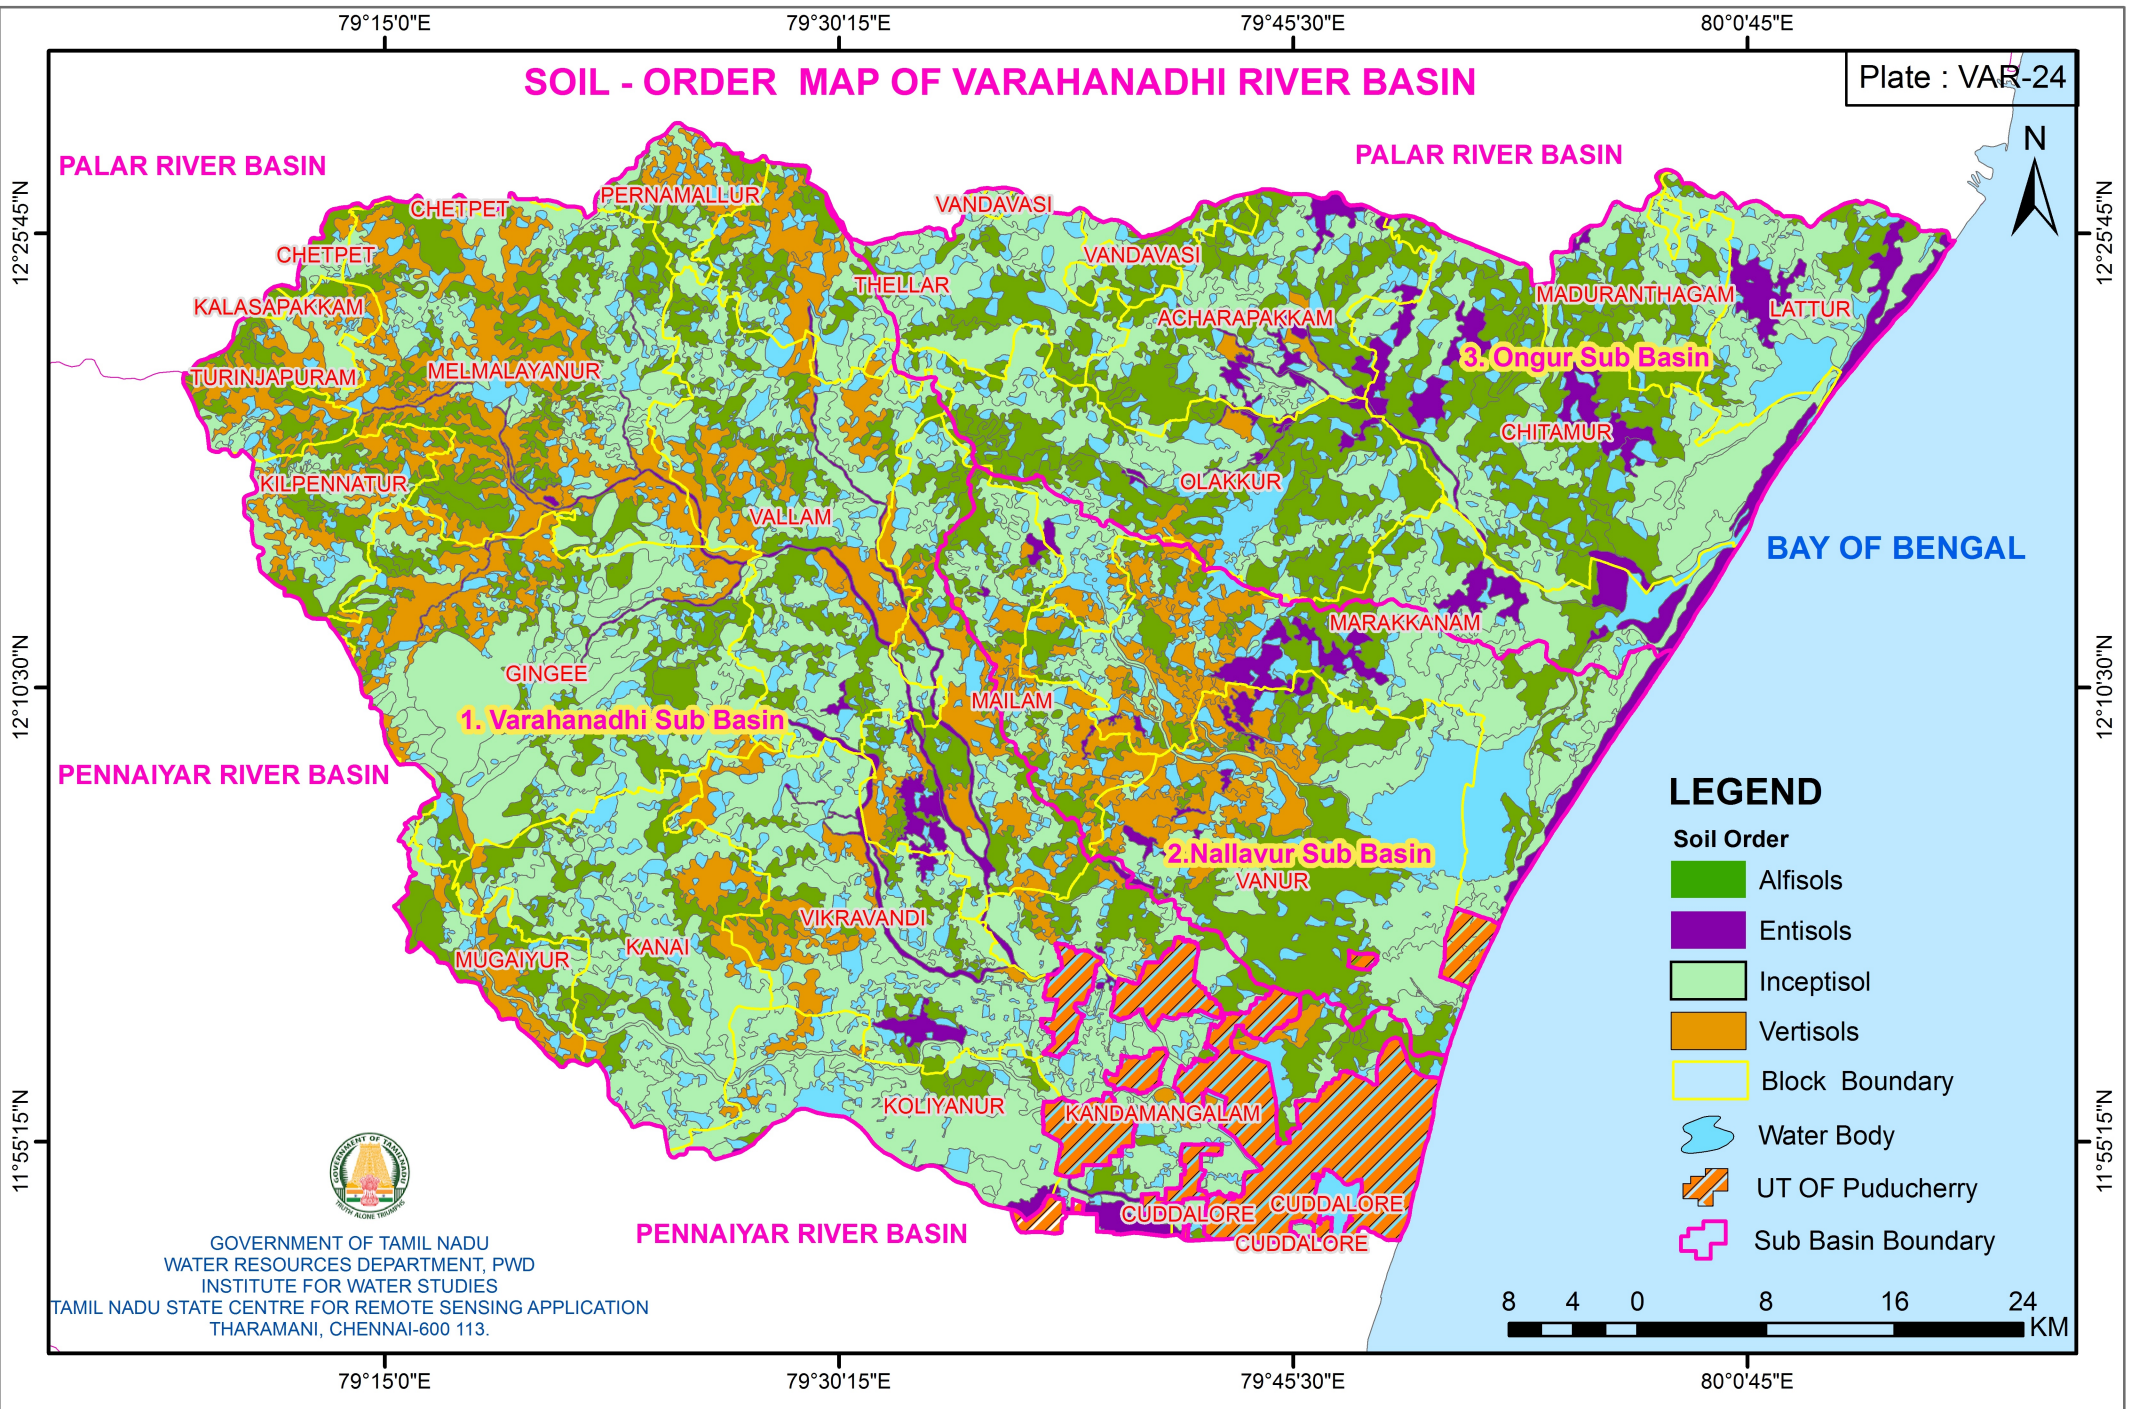 79°15'0"E
79°30'15"E
79°45'30"E
80°0'45"E
SOIL - ORDER MAP OF VARAHANADHI RIVER BASIN
Plate : VAR-24
N
PALAR RIVER BASIN
PALAR RIVER BASIN
12°25'45"N
12°25'45"N
PERNAMALLUR
CHETPET
VANDAVASI
CHETPET
VANDAVASI
THELLAR
KALASAPAKKAM
MADURANTHAGAM
LATTUR
ACHARAPAKKAM
3. Ongur Sub Basin
TURINJAPURAM
MELMALAYANUR
CHITAMUR
KILPENNATUR
OLAKKUR
VALLAM
BAY OF BENGAL
MARAKKANAM
12°10'30"N
12°10'30"N
GINGEE
MAILAM
1. Varahanadhi Sub Basin
PENNAIYAR RIVER BASIN
2.Nallavur Sub Basin
VANUR
VIKRAVANDI
KANAI
MUGAIYUR
KOLIYANUR
KANDAMANGALAM
11°55'15"N
11°55'15"N
CUDDALORE
CUDDALORE
CUDDALORE
PENNAIYAR RIVER BASIN
LEGEND
Soil Order
Alfisols
Entisols
Inceptisol
Vertisols
Block Boundary
Water Body
UT OF Puducherry
Sub Basin Boundary
8 4 0 8 16 24
KM
GOVERNMENT OF TAMILNADU
TRUTH ALONE TRIUMPHS
GOVERNMENT OF TAMIL NADU
WATER RESOURCES DEPARTMENT, PWD
INSTITUTE FOR WATER STUDIES
TAMIL NADU STATE CENTRE FOR REMOTE SENSING APPLICATION
THARAMANI, CHENNAI-600 113.
79°15'0"E
79°30'15"E
79°45'30"E
80°0'45"E